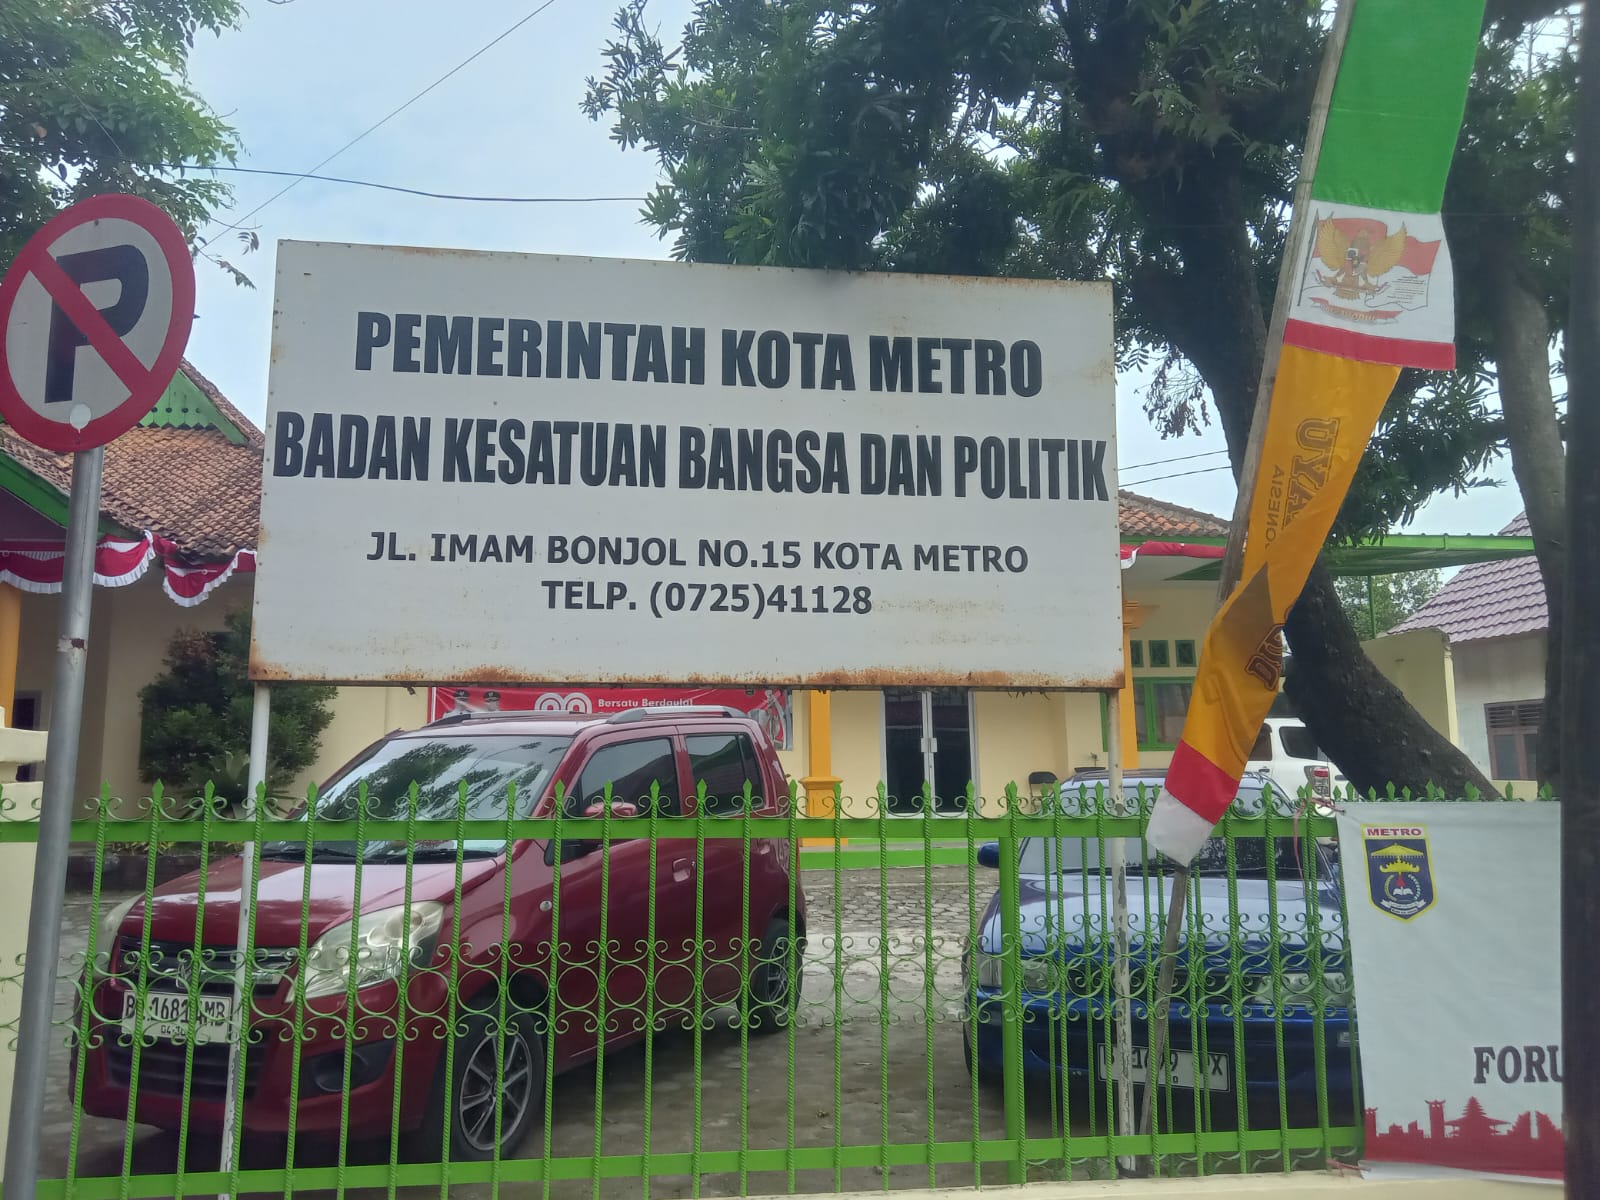 P
PEMERINTAH KOTA METRO
BADAN KESATUAN BANGSA DAN POLITIK
JL. IMAM BONJOL NO.15 KOTA METRO
TELP. (0725)41128
Bersatu Berdaulat
METRO
FORU